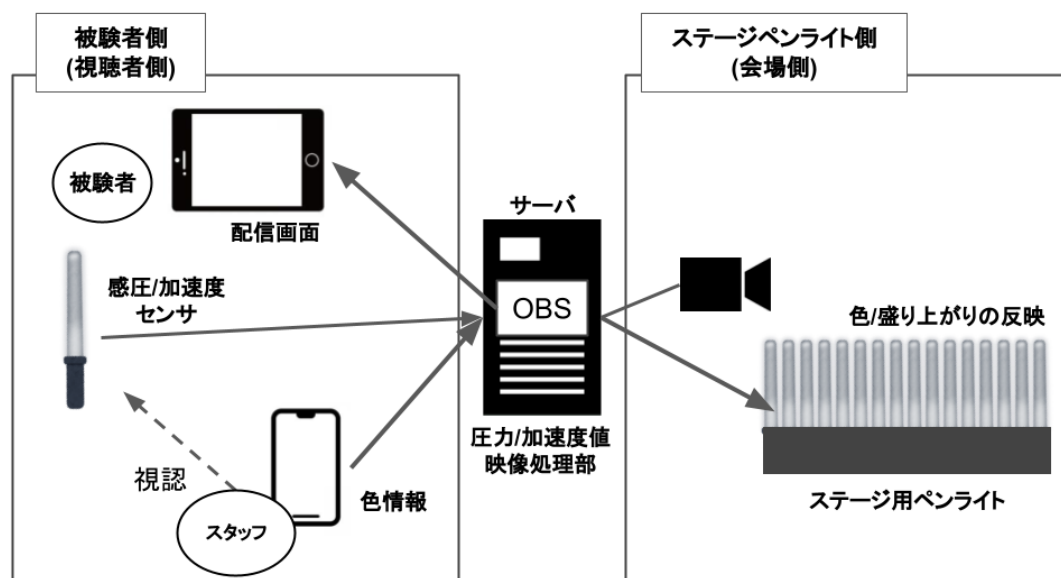 被験者側
(視聴者側)
ステージペンライト側
(会場側)
被験者
配信画面
サーバ
感圧/加速度
センサ
OBS
色/盛り上がりの反映
圧力/加速度値
映像処理部
視認
スタッフ
色情報
ステージ用ペンライト